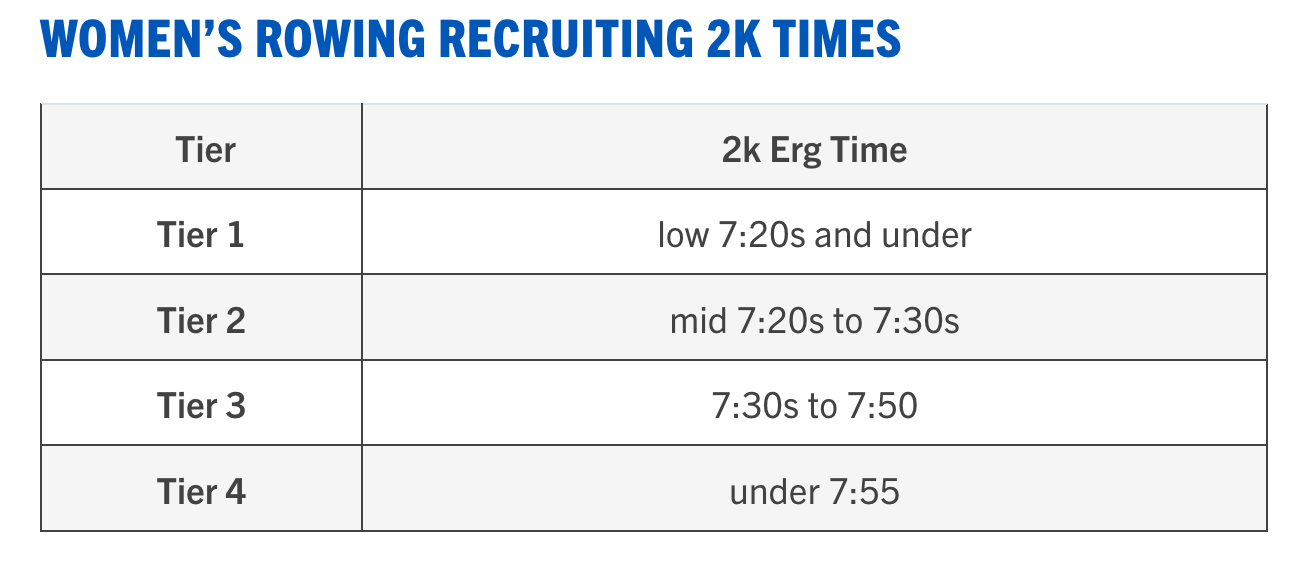 WOMEN’S ROWING RECRUITING 2K TIMES
Tier 2k Erg Time
Tier 1 low 7:20s and under
Tier 2 mid 7:20s to 7:30s
Tier 3 7:30s to 7:50
Tier 4 under 7:55